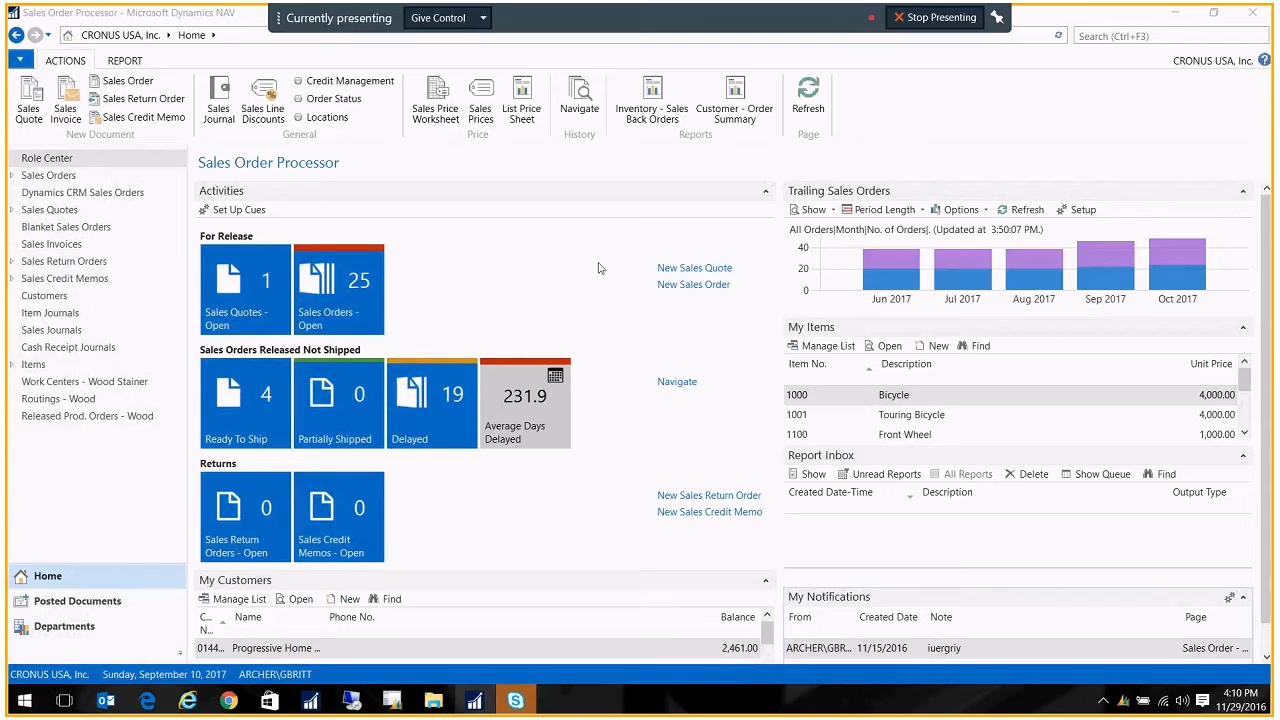 Sales Order Processor - Microsoft Dynamics NAV
Currently presenting
Give Control
Stop Presenting
CRONUS USA, Inc.
Home
Search (Ctrl+F3)
ACTIONS
REPORT
CRONUS USA, Inc.
Sales Quote
Sales Invoice
Sales Order
Sales Return Order
Sales Credit Memo
New Document
Sales Journal
Sales Line Discounts
Credit Management
Order Status
Locations
General
Sales Price Worksheet
Sales Prices
List Price Sheet
Price
Navigate
History
Inventory - Sales Back Orders
Customer - Order Summary
Reports
Refresh
Page
Role Center
Sales Orders
Dynamics CRM Sales Orders
Sales Quotes
Blanket Sales Orders
Sales Invoices
Sales Return Orders
Sales Credit Memos
Customers
Item Journals
Sales Journals
Cash Receipt Journals
Items
Work Centers - Wood Stainer
Routings - Wood
Released Prod. Orders - Wood
Home
Posted Documents
Departments
Sales Order Processor
Activities
Set Up Cues
For Release
1
Sales Quotes -
Open
25
Sales Orders -
Open
New Sales Quote
New Sales Order
Sales Orders Released Not Shipped
4
Ready To Ship
0
Partially Shipped
19
Delayed
231.9
Average Days
Delayed
Navigate
Returns
0
Sales Return
Orders - Open
0
Sales Credit
Memos - Open
New Sales Return Order
New Sales Credit Memo
My Customers
Manage List Open New Find
C... Name Phone No. Balance
N...
0144... Progressive Home ... 2,461.00
Trailing Sales Orders
Show Period Length Options Refresh Setup
All Orders|Month|No. of Orders|. (Updated at 3:50:07 PM.)
40
20
0
Jun 2017 Jul 2017 Aug 2017 Sep 2017 Oct 2017
My Items
Manage List Open New Find
Item No. Description Unit Price
1000 Bicycle 4,000.00
1001 Touring Bicycle 4,000.00
1100 Front Wheel 1,000.00
Report Inbox
Show Unread Reports All Reports Delete Show Queue Find
Created Date-Time Description Output Type
My Notifications
From Created Date Note Page
ARCHER\GBR... 11/15/2016 iuergriy Sales Order - ...
CRONUS USA, Inc. Sunday, September 10, 2017 ARCHER\GBRITT
4:10 PM
11/29/2016